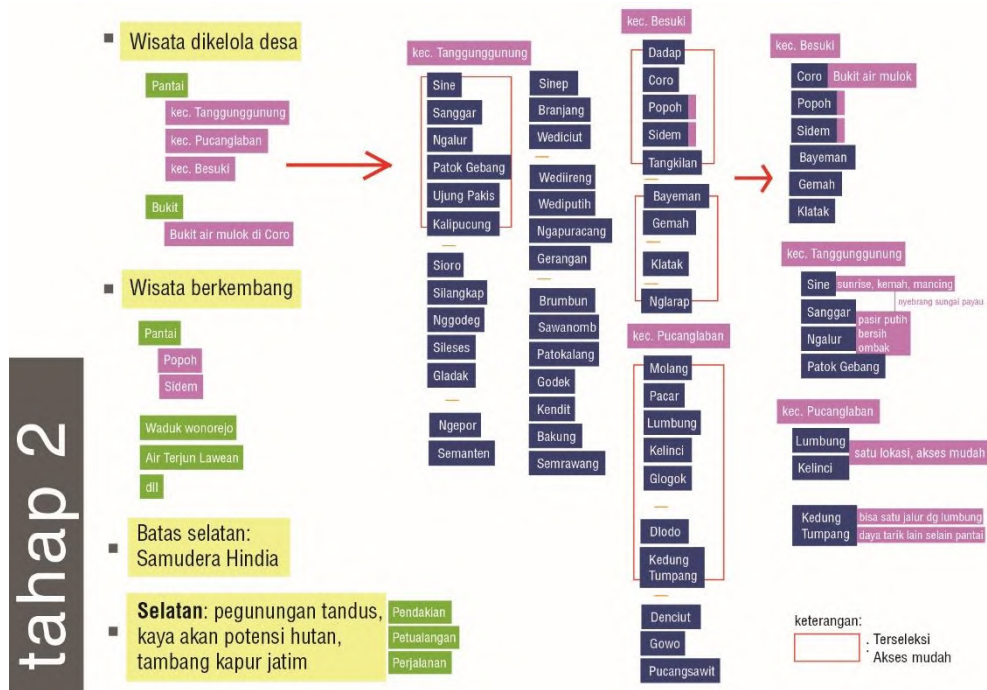 tahap 2
Wisata dikelola desa
Pantai
kec. Tanggunggunung
kec. Pucanglaban
kec. Besuki
Bukit
Bukit air mulok di Coro
Wisata berkembang
Pantai
Popoh
Sidem
Waduk wonorejo
Air Terjun Lawean
dll
Batas selatan:
Samudera Hindia
Selatan: pegunungan tandus,
kaya akan potensi hutan,
tambang kapur jatim
Pendakian
Petualangan
Perjalanan
kec. Tanggunggunung
Sine
Sanggar
Ngalur
Patok Gebang
Ujung Pakis
Kalipucung
Sioro
Silangkap
Nggodeg
Sileses
Gladak
Ngepor
Semanten
Sinep
Branjang
Wediciut
Wediireng
Wediputih
Ngapuracang
Gerangan
Brumbun
Sawanomb
Patokalang
Godek
Kendit
Bakung
Semrawang
kec. Besuki
Dadap
Coro
Popoh
Sidem
Tangkilan
Bayeman
Gemah
Klatak
Nglarap
kec. Pucanglaban
Molang
Pacar
Lumbung
Kelinci
Glogok
Dlodo
Kedung
Tumpang
Denciut
Gowo
Pucangsawit
kec. Besuki
Coro Bukit air mulok
Popoh
Sidem
Bayeman
Gemah
Klatak
kec. Tanggunggunung
Sine sunrise, kemah, mancing
nyebrang sungai payau
Sanggar
Ngalur
pasir putih
bersih
ombak
Patok Gebang
kec. Pucanglaban
Lumbung
Kelinci
satu lokasi, akses mudah
Kedung
Tumpang
bisa satu jalur dg lumbung
daya tarik lain selain pantai
keterangan:
: Terseleksi
Akses mudah